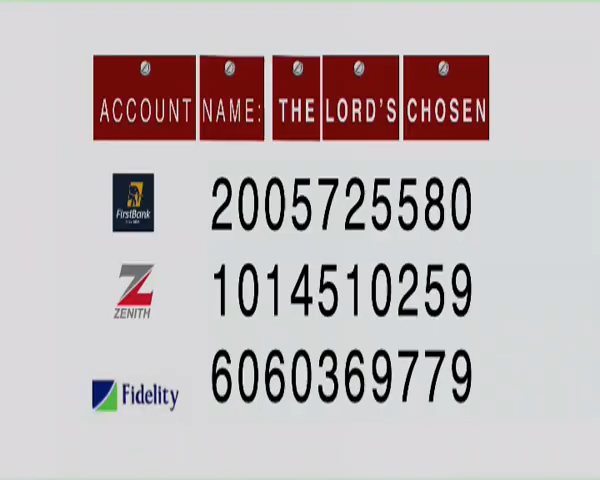 ACCOUNT NAME: THE LORD'S CHOSEN
FirstBank
2005725580
ZENITH
1014510259
Fidelity
6060369779